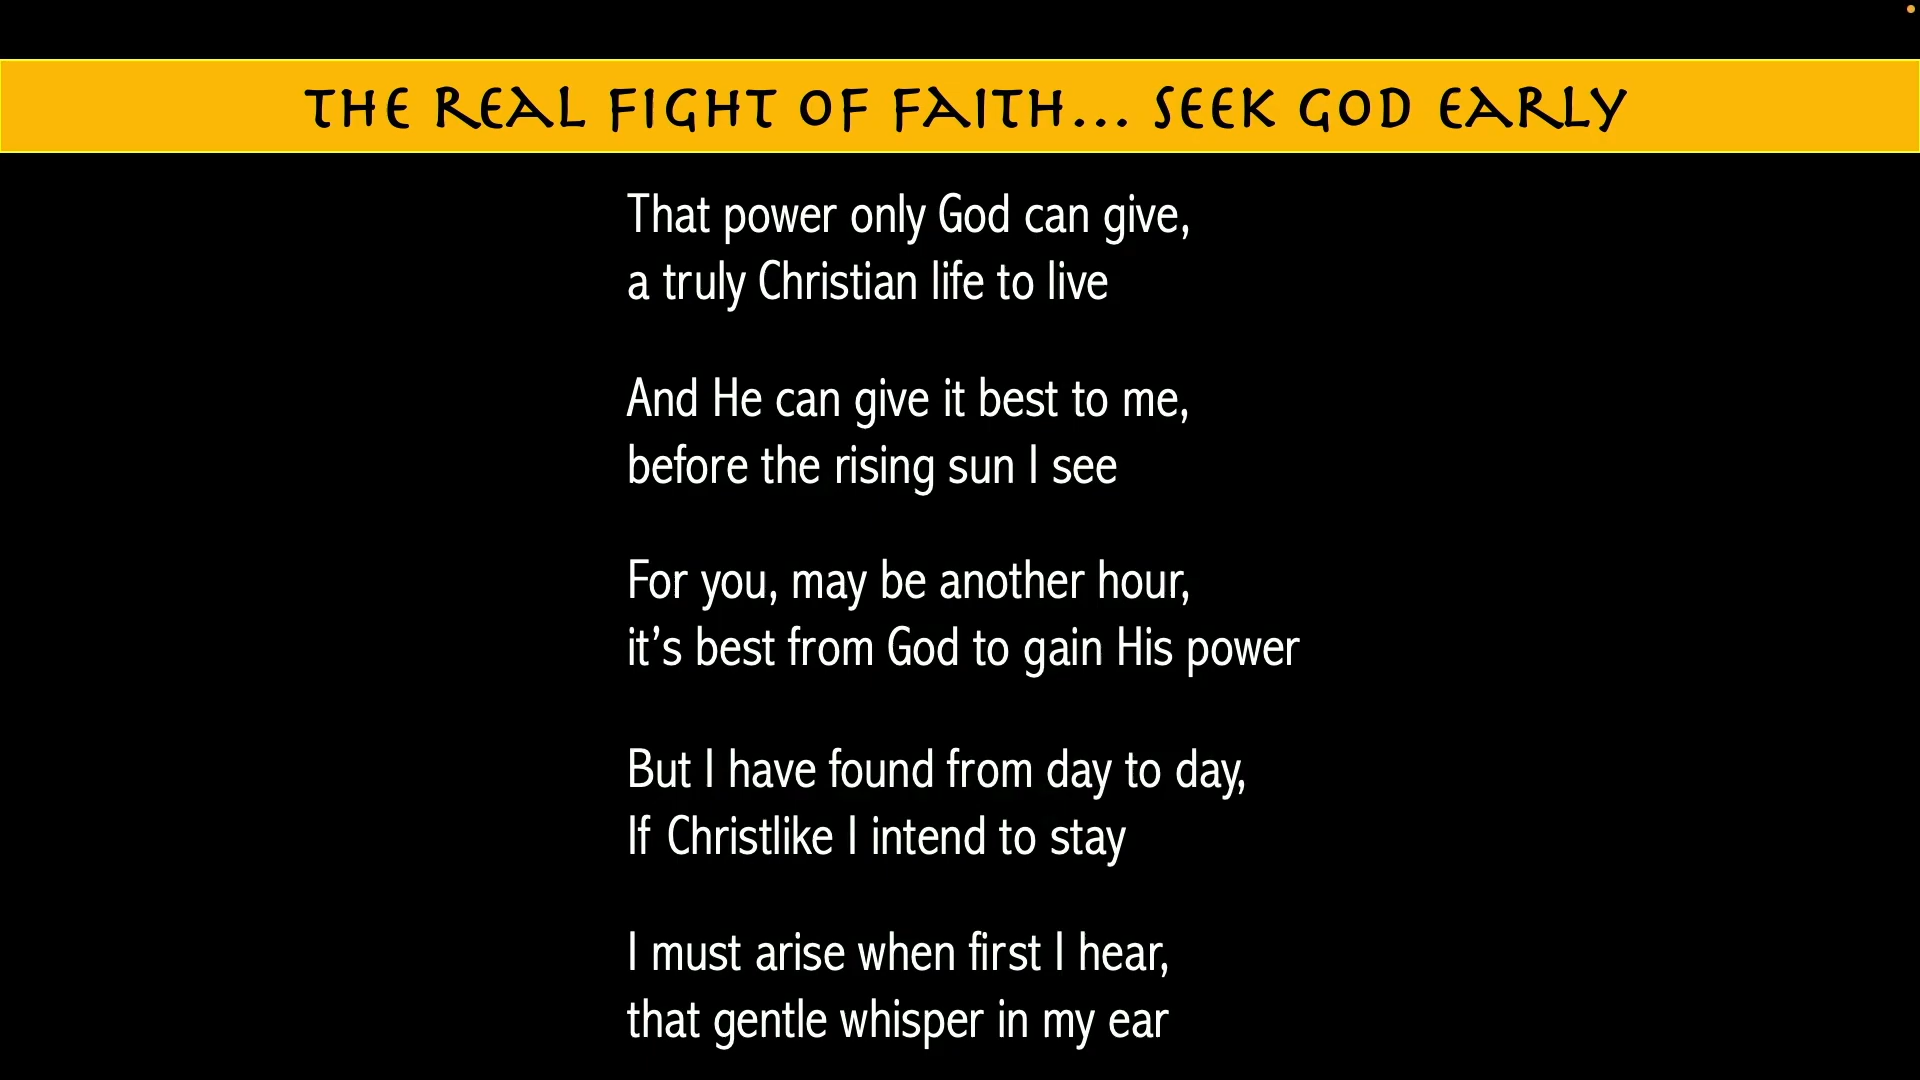 THE REAL FIGHT OF FAITH... SEEK GOD EARLY
That power only God can give,
a truly Christian life to live
And He can give it best to me,
before the rising sun I see
For you, may be another hour,
it’s best from God to gain His power
But I have found from day to day,
If Christlike I intend to stay
I must arise when first I hear,
that gentle whisper in my ear